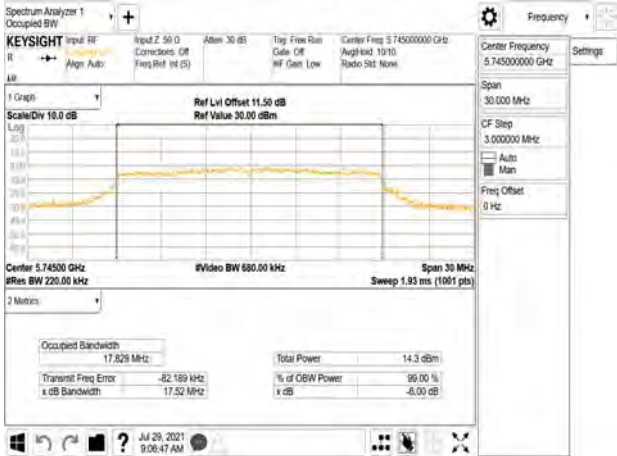 Spectrum Analyzer 1
Occupied BW
Frequency
KEYSIGHT
Input: RF
Input Z: 50 Ω
Atten: 30 dB
Trig: Free Run
Center Freq: 5.745000000 GHz
Corrections: Off
Gate: Off
Avg|Hold: 10/10
R
Align: Auto
Freq Ref: Int (S)
#IF Gain: Low
Radio Std: None
Center Frequency
5.745000000 GHz
Settings
Span
30.000 MHz
CF Step
3.000000 MHz
Auto
Man
Freq Offset
0 Hz
1 Graph
Ref Lvl Offset 11.50 dB
Scale/Div 10.0 dB
Ref Value 30.00 dBm
Log
Center 5.74500 GHz
#Video BW 680.00 kHz
Span 30 MHz
#Res BW 220.00 kHz
Sweep 1.93 ms (1001 pts)
2 Metrics
Occupied Bandwidth
17.829 MHz
Total Power
14.3 dBm
Transmit Freq Error
-82.189 kHz
% of OBW Power
99.00 %
x dB Bandwidth
17.52 MHz
x dB
-6.00 dB
?
Jul 29, 2021
9:06:47 AM